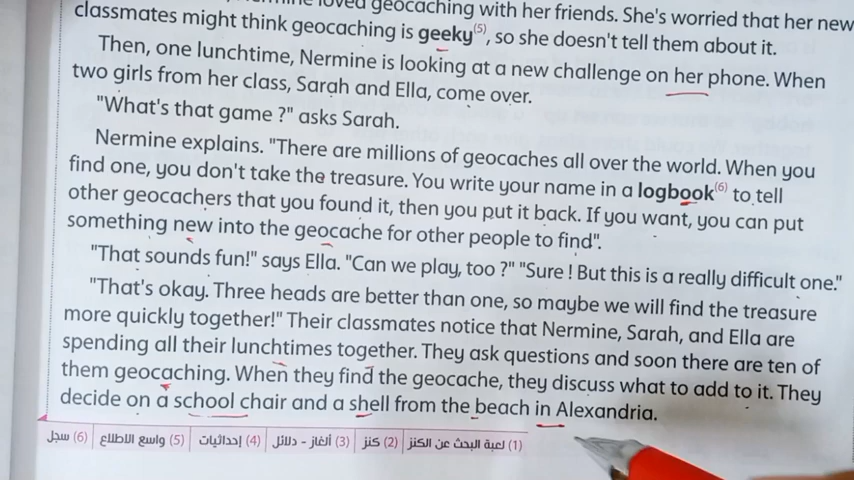 loved geocaching with her friends. She's worried that her new
classmates might think geocaching is geeky(5), so she doesn't tell them about it.
Then, one lunchtime, Nermine is looking at a new challenge on her phone. When
two girls from her class, Sarah and Ella, come over.
"What's that game ?" asks Sarah.
Nermine explains. "There are millions of geocaches all over the world. When you
find one, you don't take the treasure. You write your name in a logbook(6) to tell
other geocachers that you found it, then you put it back. If you want, you can put
something new into the geocache for other people to find".
"That sounds fun!" says Ella. "Can we play, too ?" "Sure ! But this is a really difficult one."
"That's okay. Three heads are better than one, so maybe we will find the treasure
more quickly together!" Their classmates notice that Nermine, Sarah, and Ella are
spending all their lunchtimes together. They ask questions and soon there are ten of
them geocaching. When they find the geocache, they discuss what to add to it. They
decide on a school chair and a shell from the beach in Alexandria.
(1) لعبة البحث عن الكنز (2) كنز (3) ألغاز - دلائل (4) إحداثيات (5) واسع الاطلاع (6) سجل